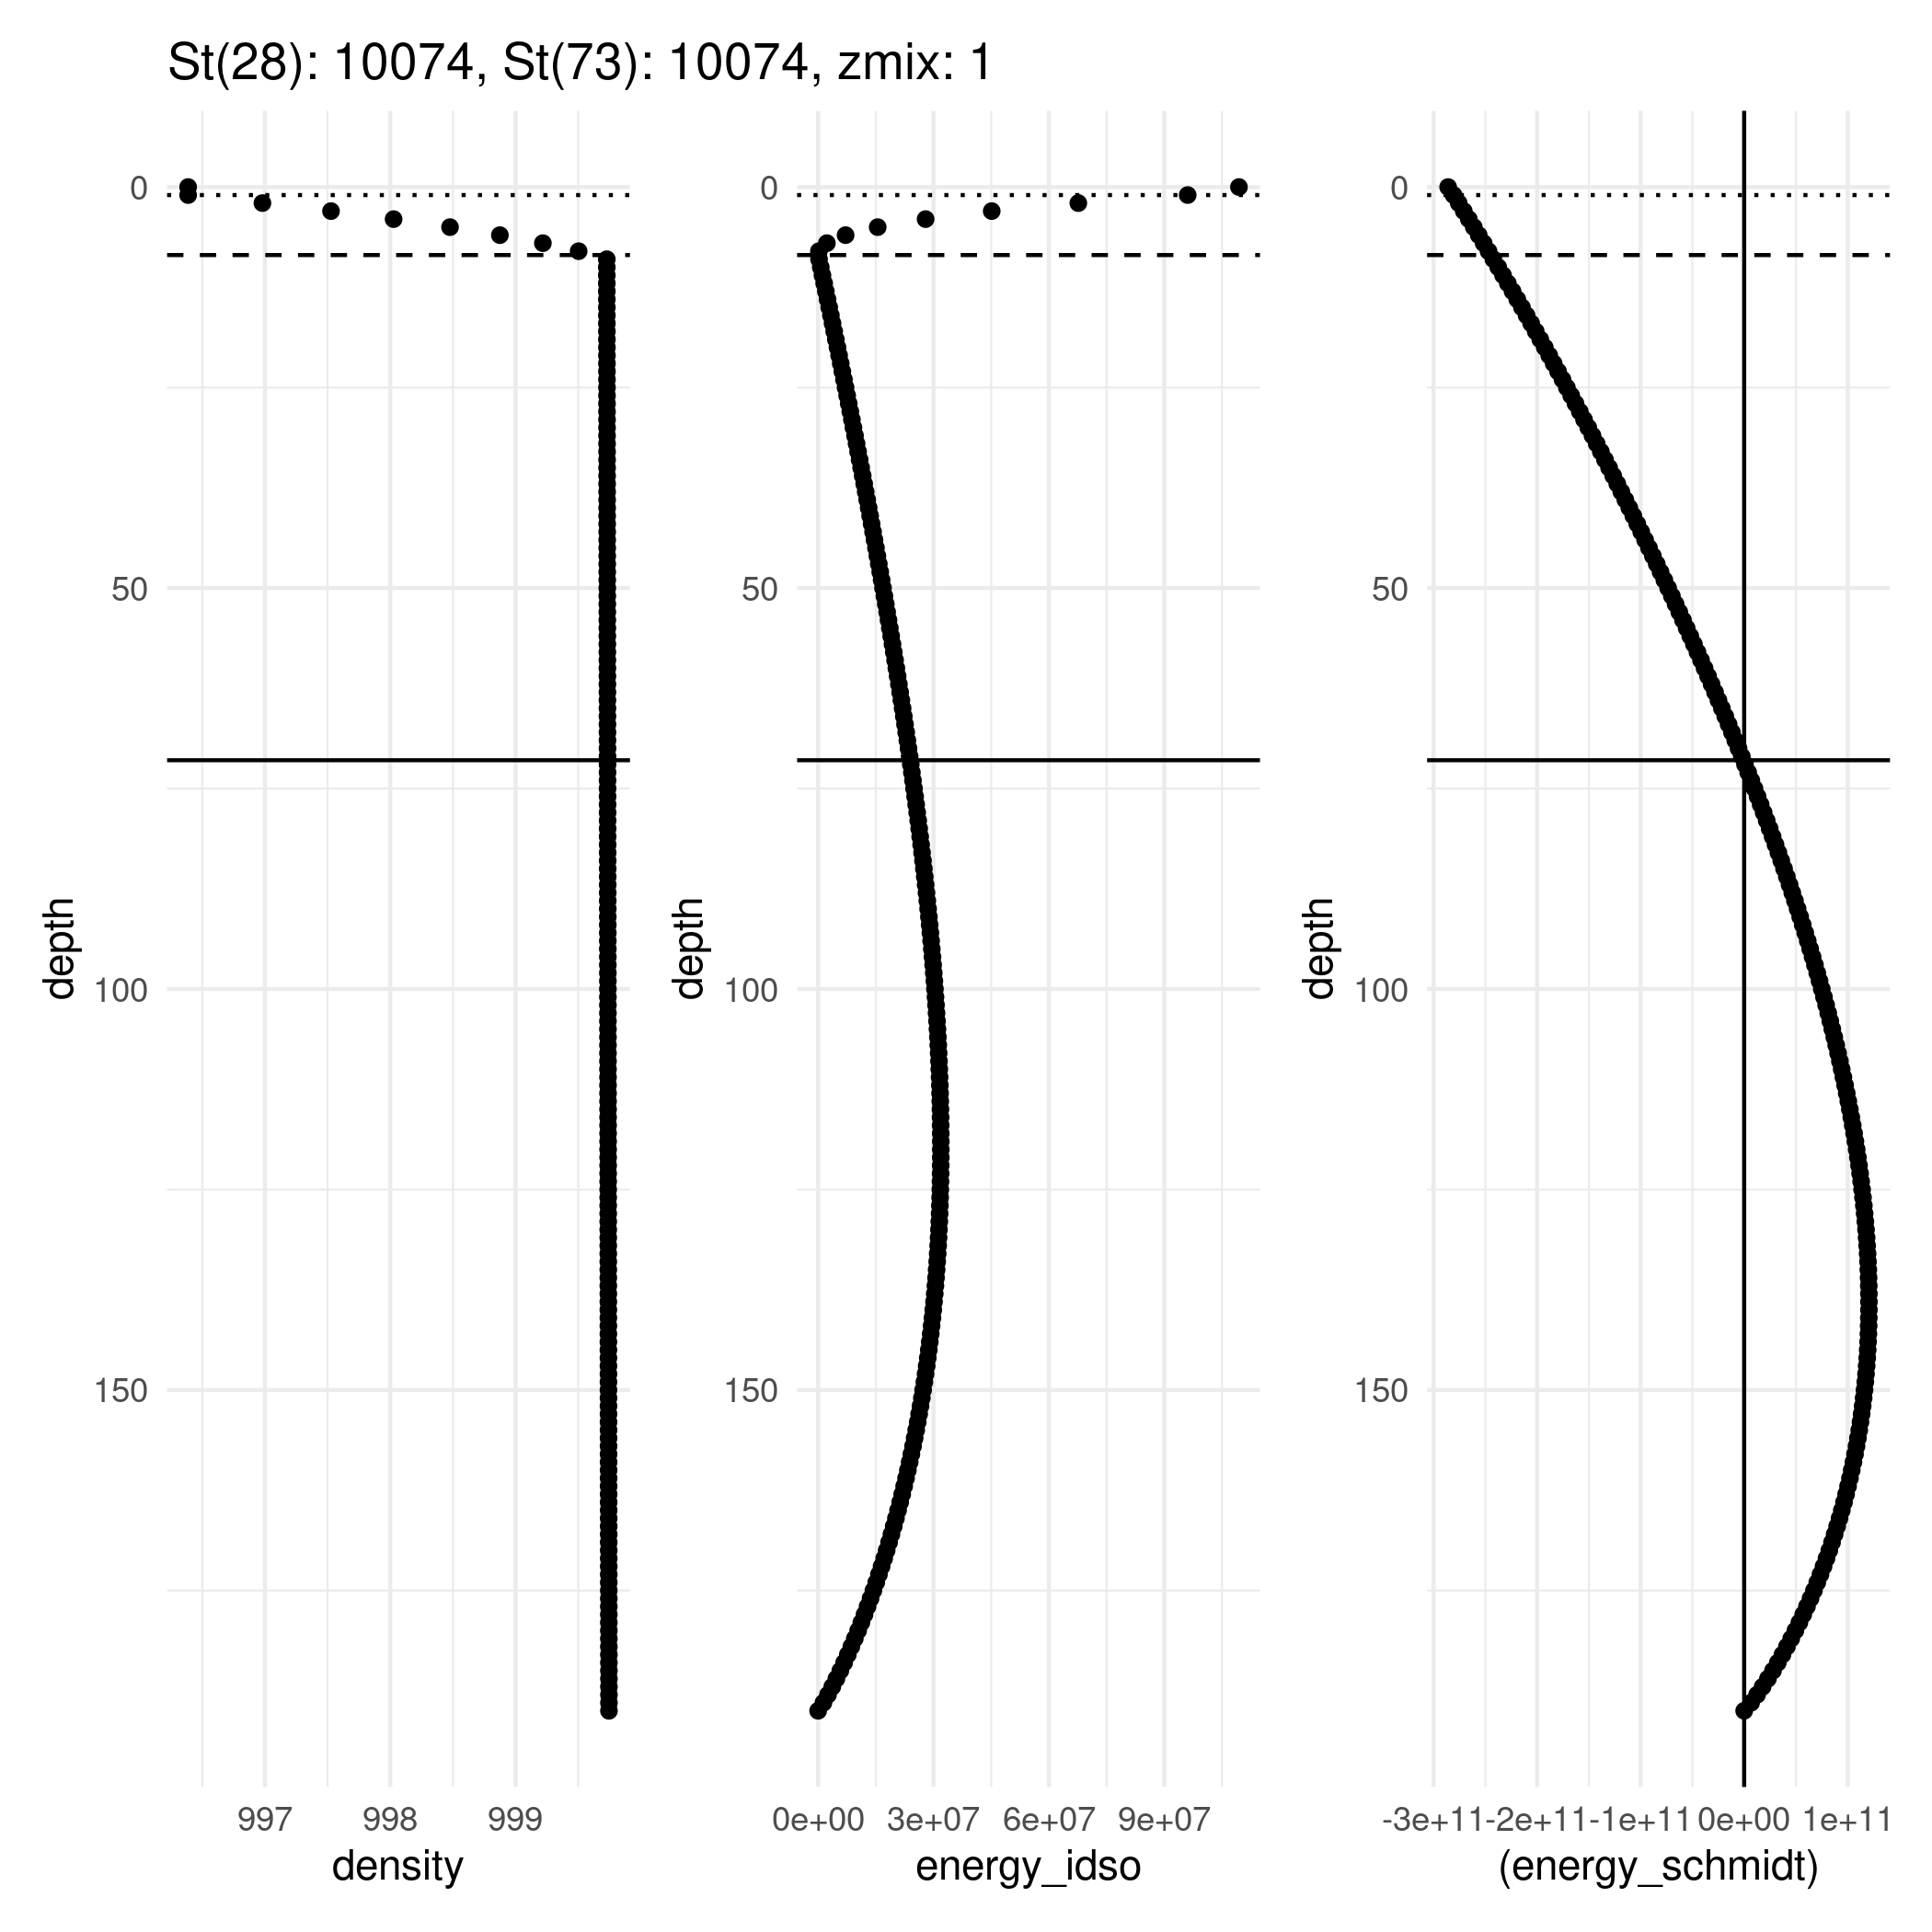 St(28): 10074, St(73): 10074, zmix: 1
0
50
100
150
depth
997 998 999
density
0
50
100
150
depth
0e+00 3e+07 6e+07 9e+07
energy_idso
0
50
100
150
depth
-3e+11 -2e+11 -1e+11 0e+00 1e+11
(energy_schmidt)